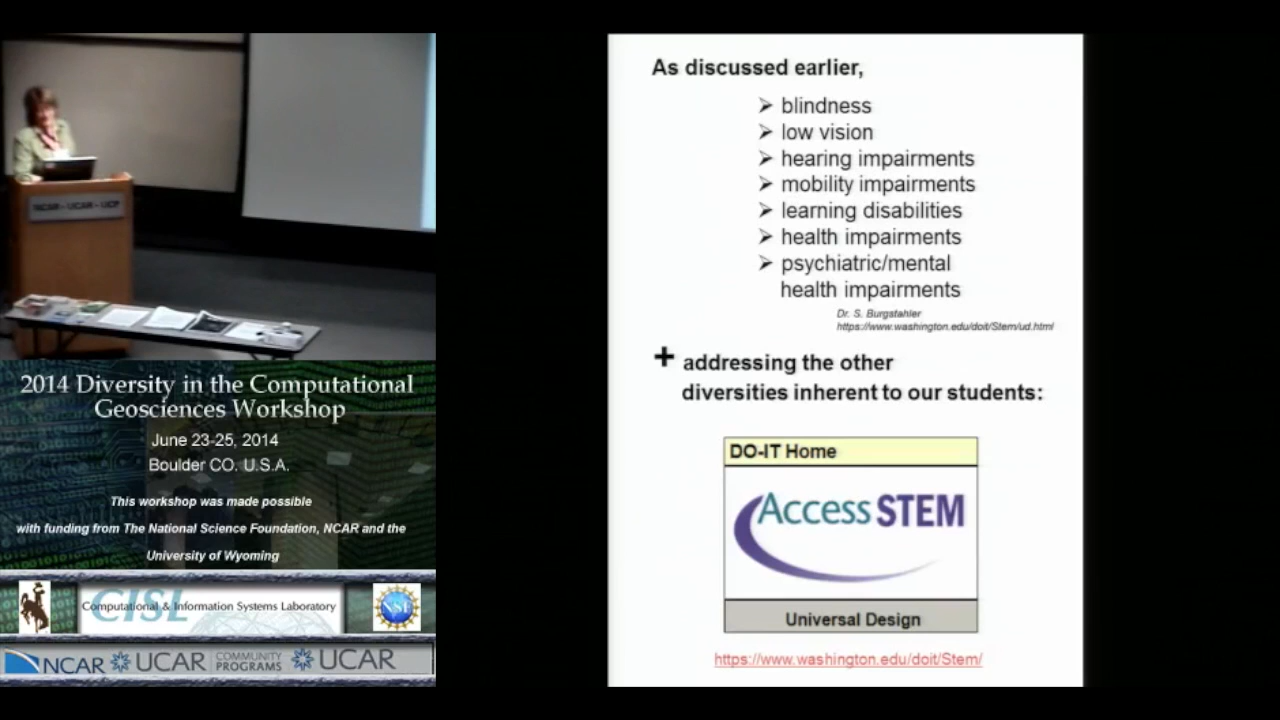 NCAR - UCAR - UCP
2014 Diversity in the Computational
Geosciences Workshop
June 23-25, 2014
Boulder CO. U.S.A.
This workshop was made possible
with funding from The National Science Foundation, NCAR and the
University of Wyoming
CISL
Computational & Information Systems Laboratory
NSF
NCAR
UCAR
COMMUNITY
PROGRAMS
UCAR
As discussed earlier,
➢ blindness
➢ low vision
➢ hearing impairments
➢ mobility impairments
➢ learning disabilities
➢ health impairments
➢ psychiatric/mental
health impairments
Dr. S. Burgstahler
https://www.washington.edu/doit/Stem/ud.html
+ addressing the other
diversities inherent to our students:
DO-IT Home
Access STEM
Universal Design
https://www.washington.edu/doit/Stem/